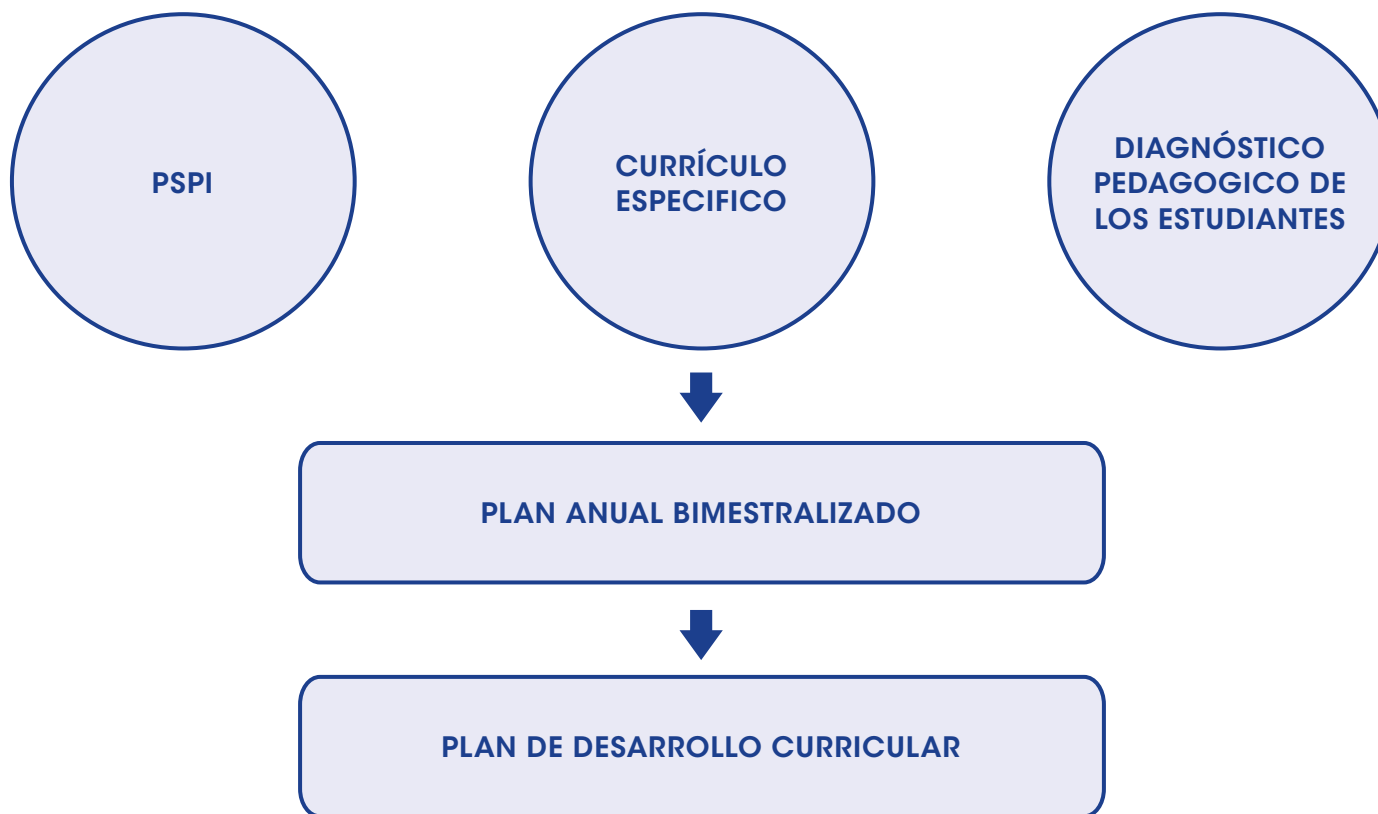 PSPI
CURRÍCULO
ESPECIFICO
DIAGNÓSTICO
PEDAGOGICO DE
LOS ESTUDIANTES
PLAN ANUAL BIMESTRALIZADO
PLAN DE DESARROLLO CURRICULAR